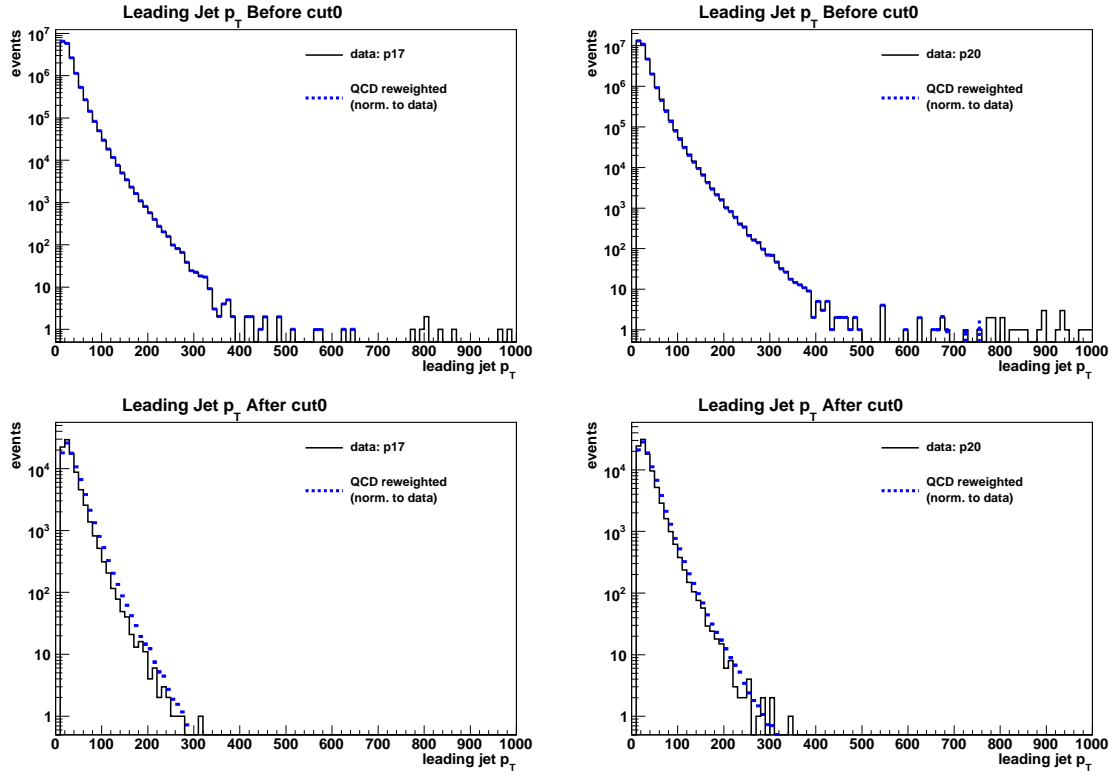 Leading Jet p_T Before cut0
events
10^7
10^6
10^5
10^4
10^3
10^2
10
1
data: p17
QCD reweighted
(norm. to data)
0 100 200 300 400 500 600 700 800 900 1000
leading jet p_T
Leading Jet p_T Before cut0
events
10^7
10^6
10^5
10^4
10^3
10^2
10
1
data: p20
QCD reweighted
(norm. to data)
0 100 200 300 400 500 600 700 800 900 1000
leading jet p_T
Leading Jet p_T After cut0
events
10^4
10^3
10^2
10
1
data: p17
QCD reweighted
(norm. to data)
0 100 200 300 400 500 600 700 800 900 1000
leading jet p_T
Leading Jet p_T After cut0
events
10^4
10^3
10^2
10
1
data: p20
QCD reweighted
(norm. to data)
0 100 200 300 400 500 600 700 800 900 1000
leading jet p_T